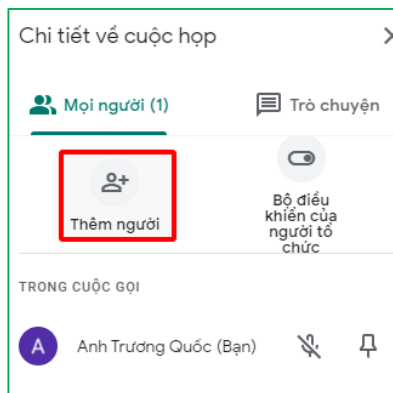 Chi tiết về cuộc họp
Mọi người (1)
Trò chuyện
Thêm người
Bộ điều
khiển của
người tổ
chức
TRONG CUỘC GỌI
A
Anh Trương Quốc (Bạn)